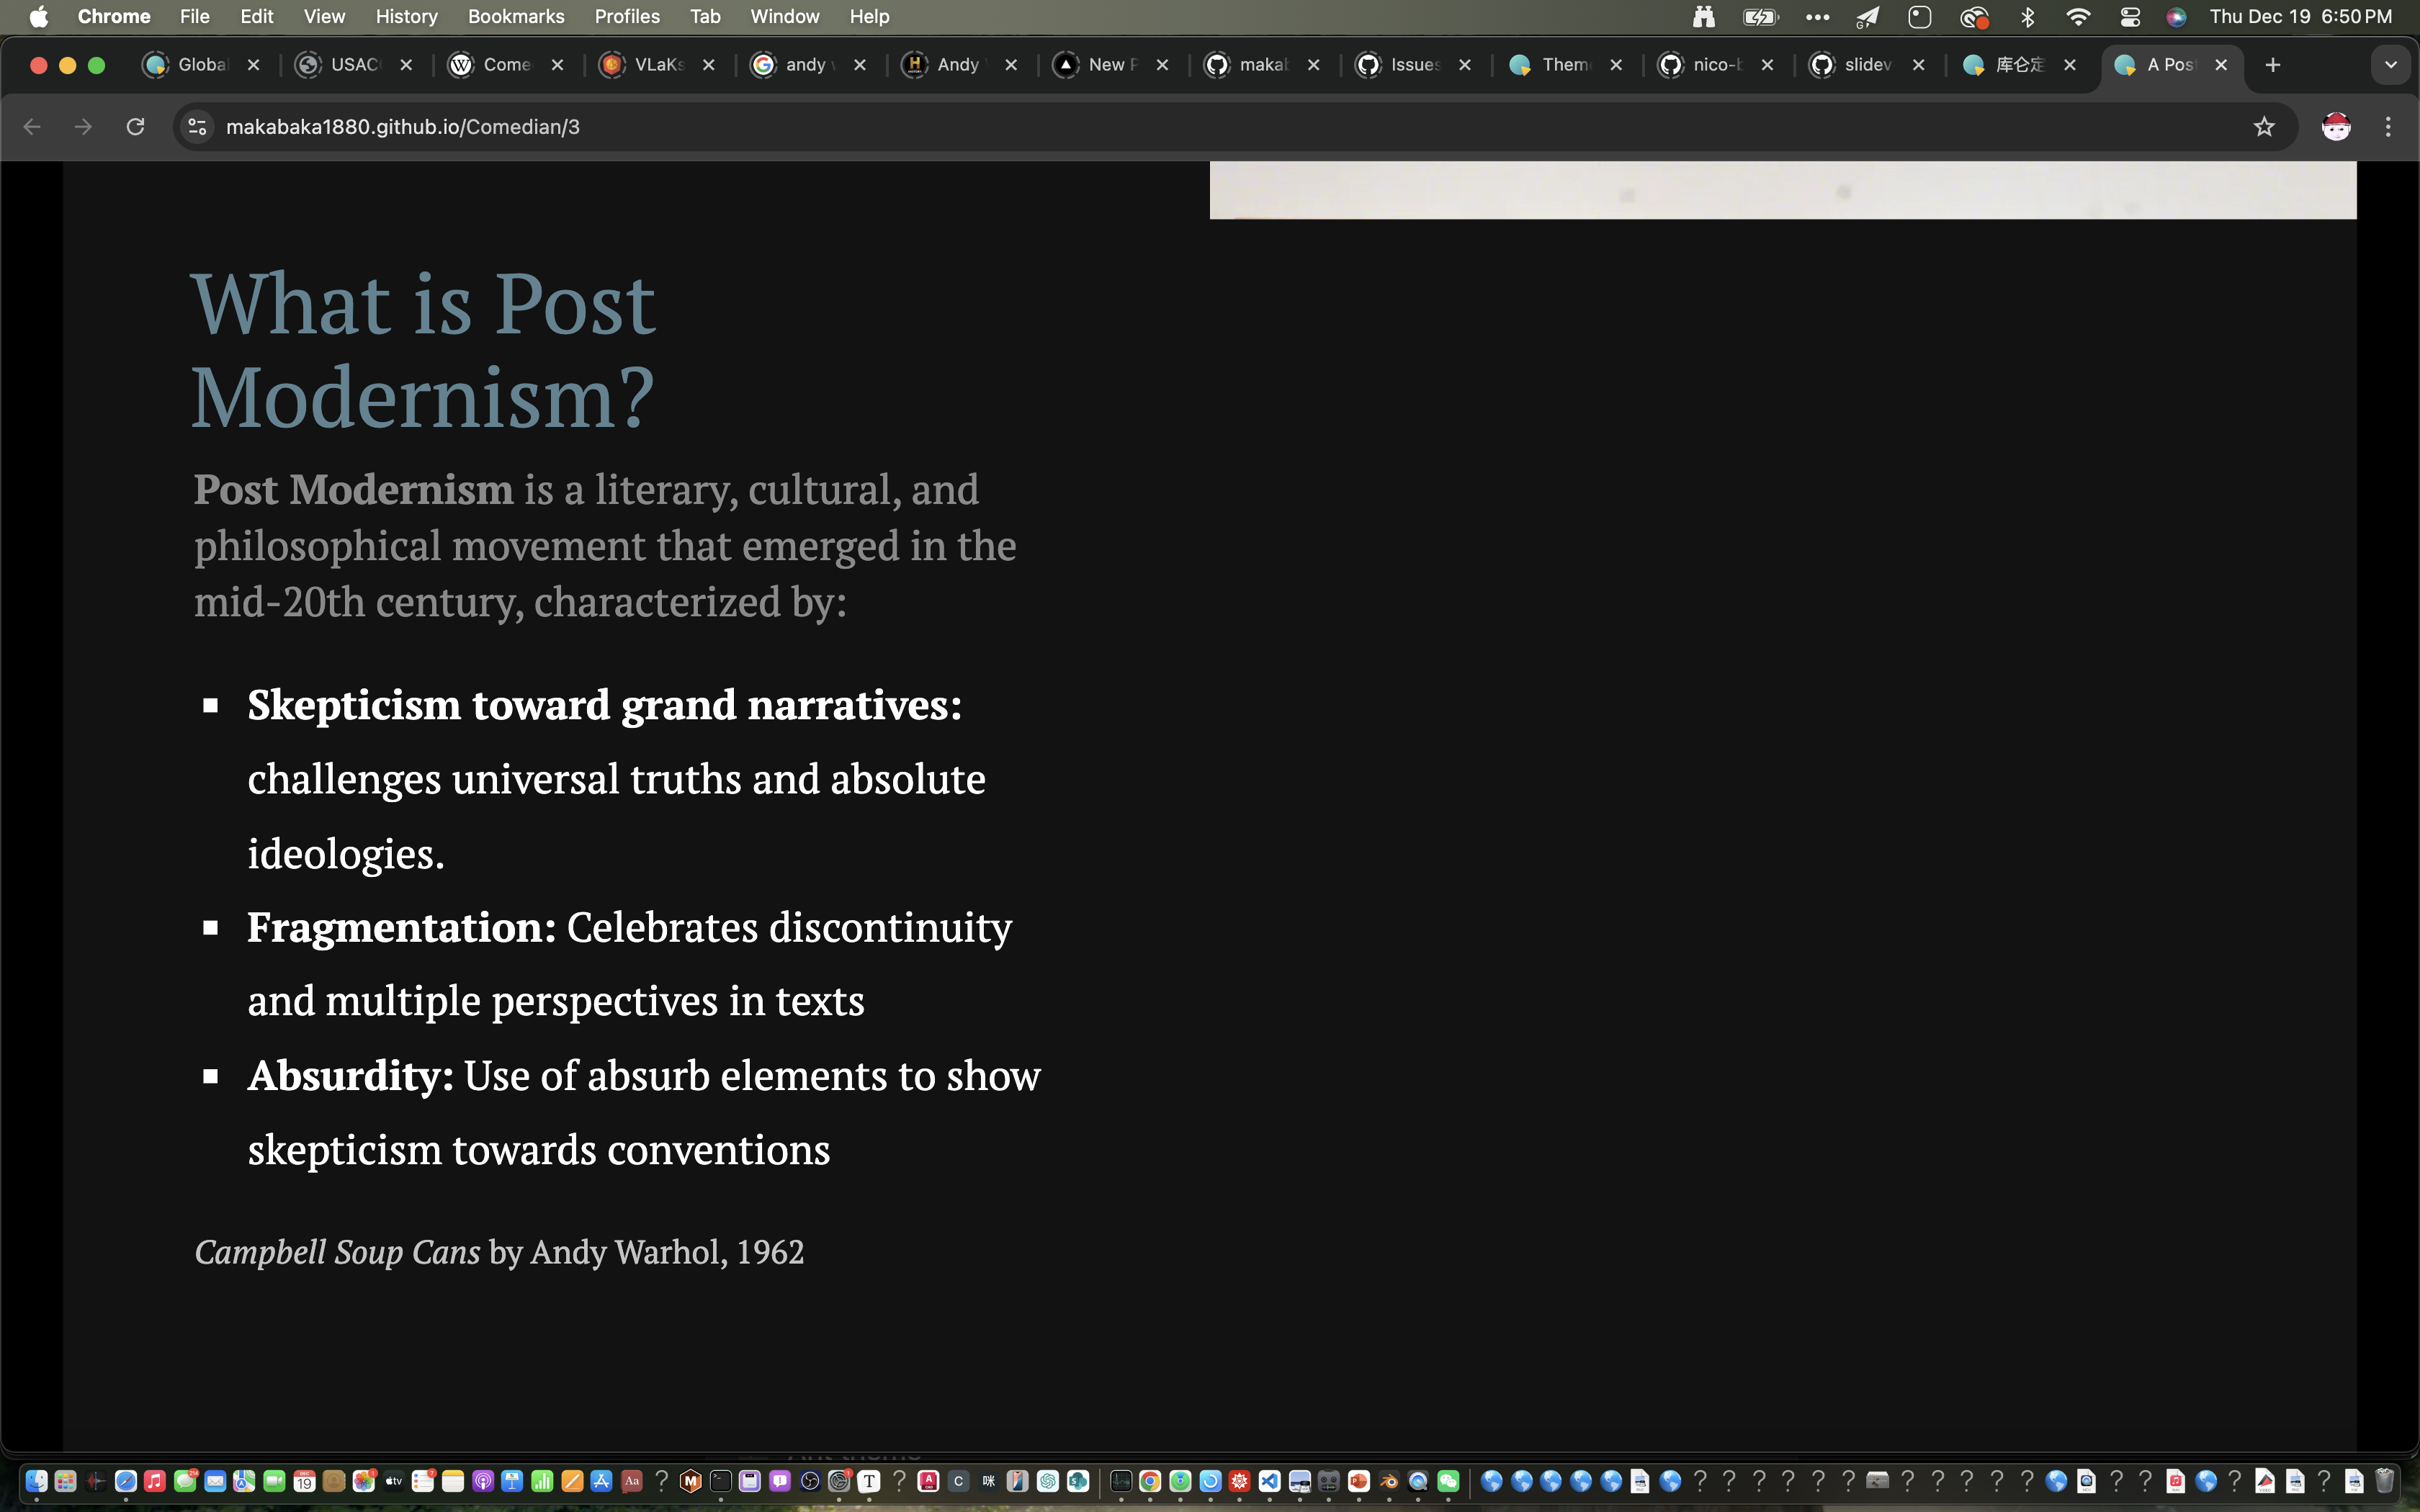 Chrome File Edit View History Bookmarks Profiles Tab Window Help Thu Dec 19 6:50 PM
Globa USAC Come VLaKs andy Andy New P makab Issues Them nico-b slidev 库仑定 A Pos
makabaka1880.github.io/Comedian/3
What is Post
Modernism?
Post Modernism is a literary, cultural, and
philosophical movement that emerged in the
mid-20th century, characterized by:
Skepticism toward grand narratives:
challenges universal truths and absolute
ideologies.
Fragmentation: Celebrates discontinuity
and multiple perspectives in texts
Absurdity: Use of absurb elements to show
skepticism towards conventions
Campbell Soup Cans by Andy Warhol, 1962